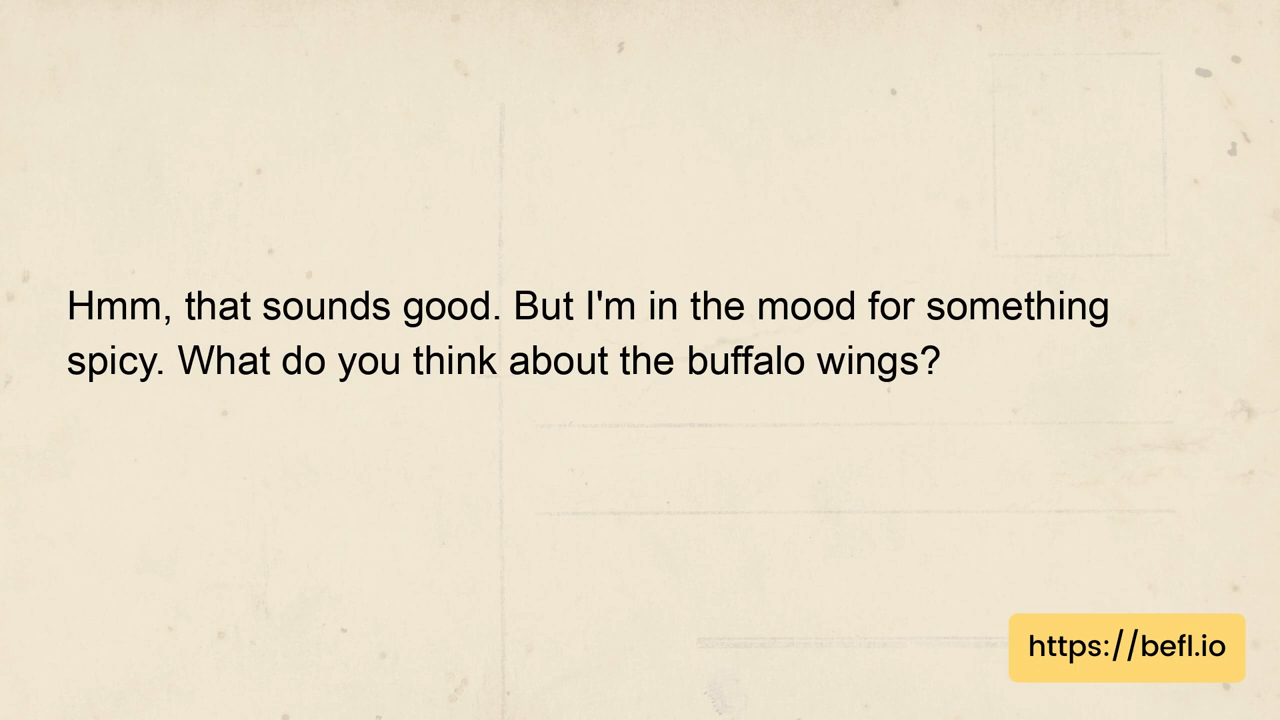 Hmm, that sounds good. But I'm in the mood for something
spicy. What do you think about the buffalo wings?
https://befl.io